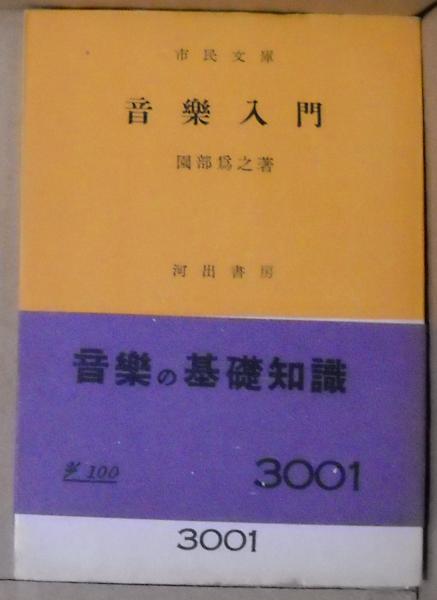 市民文庫
音樂入門
園部爲之著
河出書房
音樂の基礎知識
¥100
3001
3001